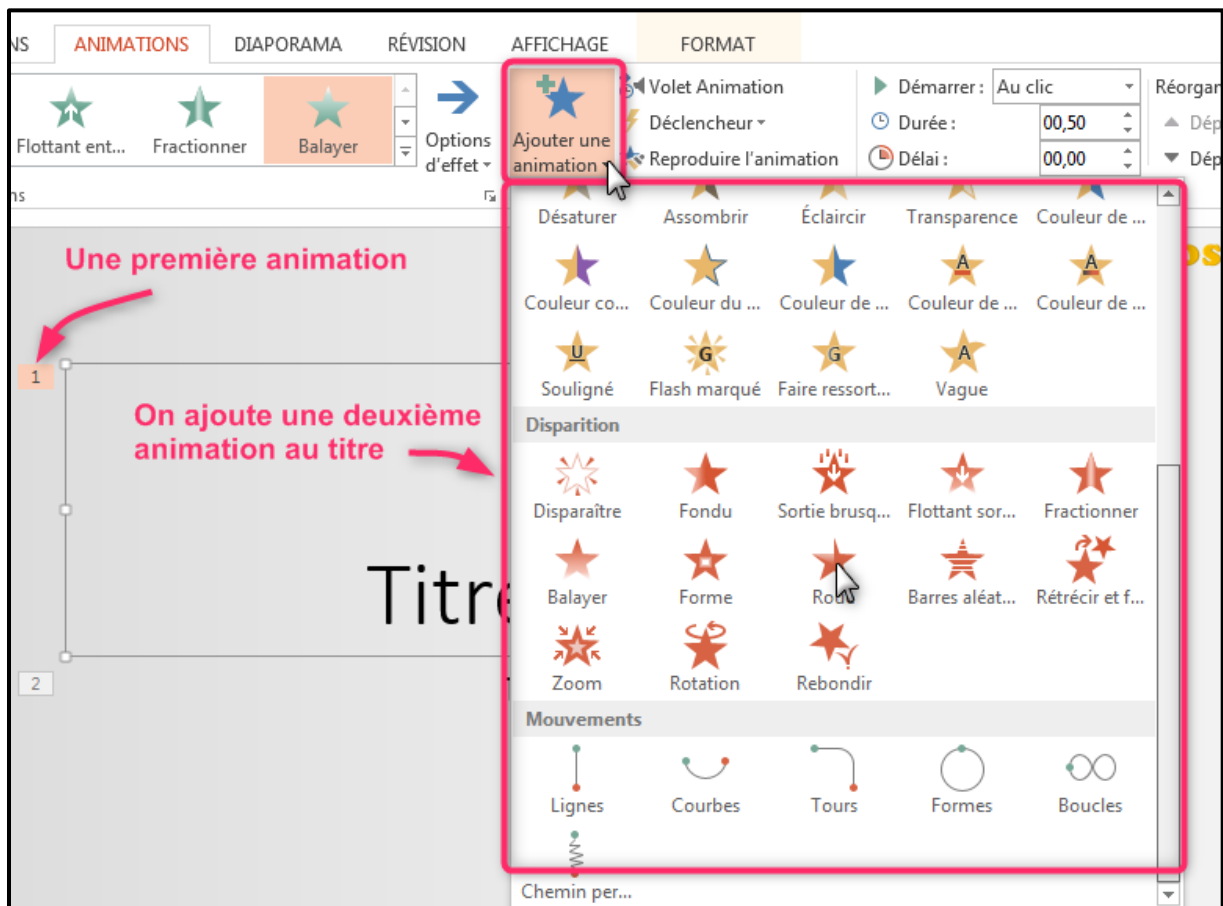 NS ANIMATIONS DIAPORAMA RÉVISION AFFICHAGE FORMAT
Volet Animation Démarrer : Au clic Réorgan
Déclencheur Durée : 00,50 Dép
Flottant ent... Fractionner Balayer Options d'effet Ajouter une animation Reproduire l'animation Délai : 00,00 Dép
ns
Désaturer Assombrir Éclaircir Transparence Couleur de ...
Une première animation
os
Couleur co... Couleur du ... Couleur de ... Couleur de ... Couleur de ...
A A
1
U G G A
Souligné Flash marqué Faire ressort... Vague
On ajoute une deuxième
animation au titre
Disparition
Disparaître Fondu Sortie brusq... Flottant sor... Fractionner
Titre
Balayer Forme Barres aléat... Rétrécir et f...
2
Zoom Rotation Rebondir
Mouvements
Lignes Courbes Tours Formes Boucles
Chemin per...